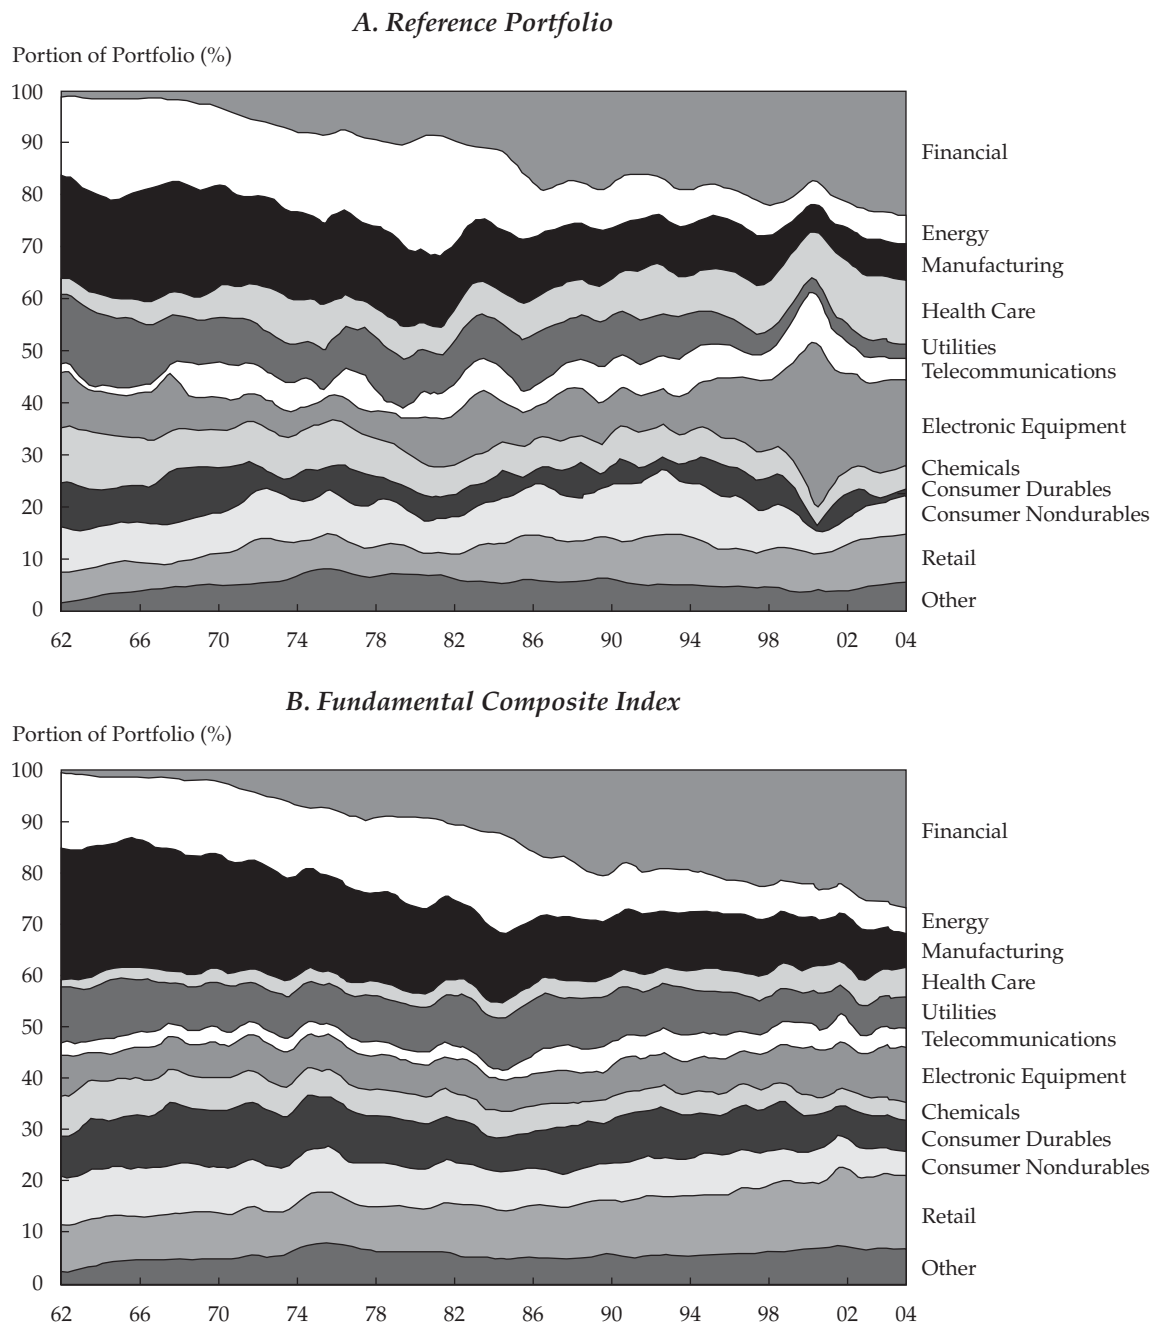 A. Reference Portfolio
Portion of Portfolio (%)
100
90
80
70
60
50
40
30
20
10
0
Financial
Energy
Manufacturing
Health Care
Utilities
Telecommunications
Electronic Equipment
Chemicals
Consumer Durables
Consumer Nondurables
Retail
Other
62 66 70 74 78 82 86 90 94 98 02 04
B. Fundamental Composite Index
Portion of Portfolio (%)
100
90
80
70
60
50
40
30
20
10
0
Financial
Energy
Manufacturing
Health Care
Utilities
Telecommunications
Electronic Equipment
Chemicals
Consumer Durables
Consumer Nondurables
Retail
Other
62 66 70 74 78 82 86 90 94 98 02 04